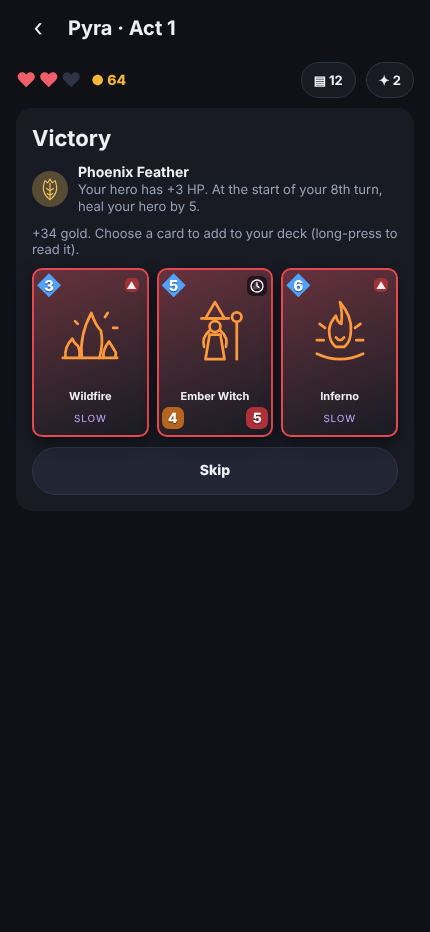 Pyra · Act 1
64
12
2
Victory
Phoenix Feather
Your hero has +3 HP. At the start of your 8th turn,
heal your hero by 5.
+34 gold. Choose a card to add to your deck (long-press to
read it).
3
Wildfire
SLOW
5
Ember Witch
4
5
6
Inferno
SLOW
Skip